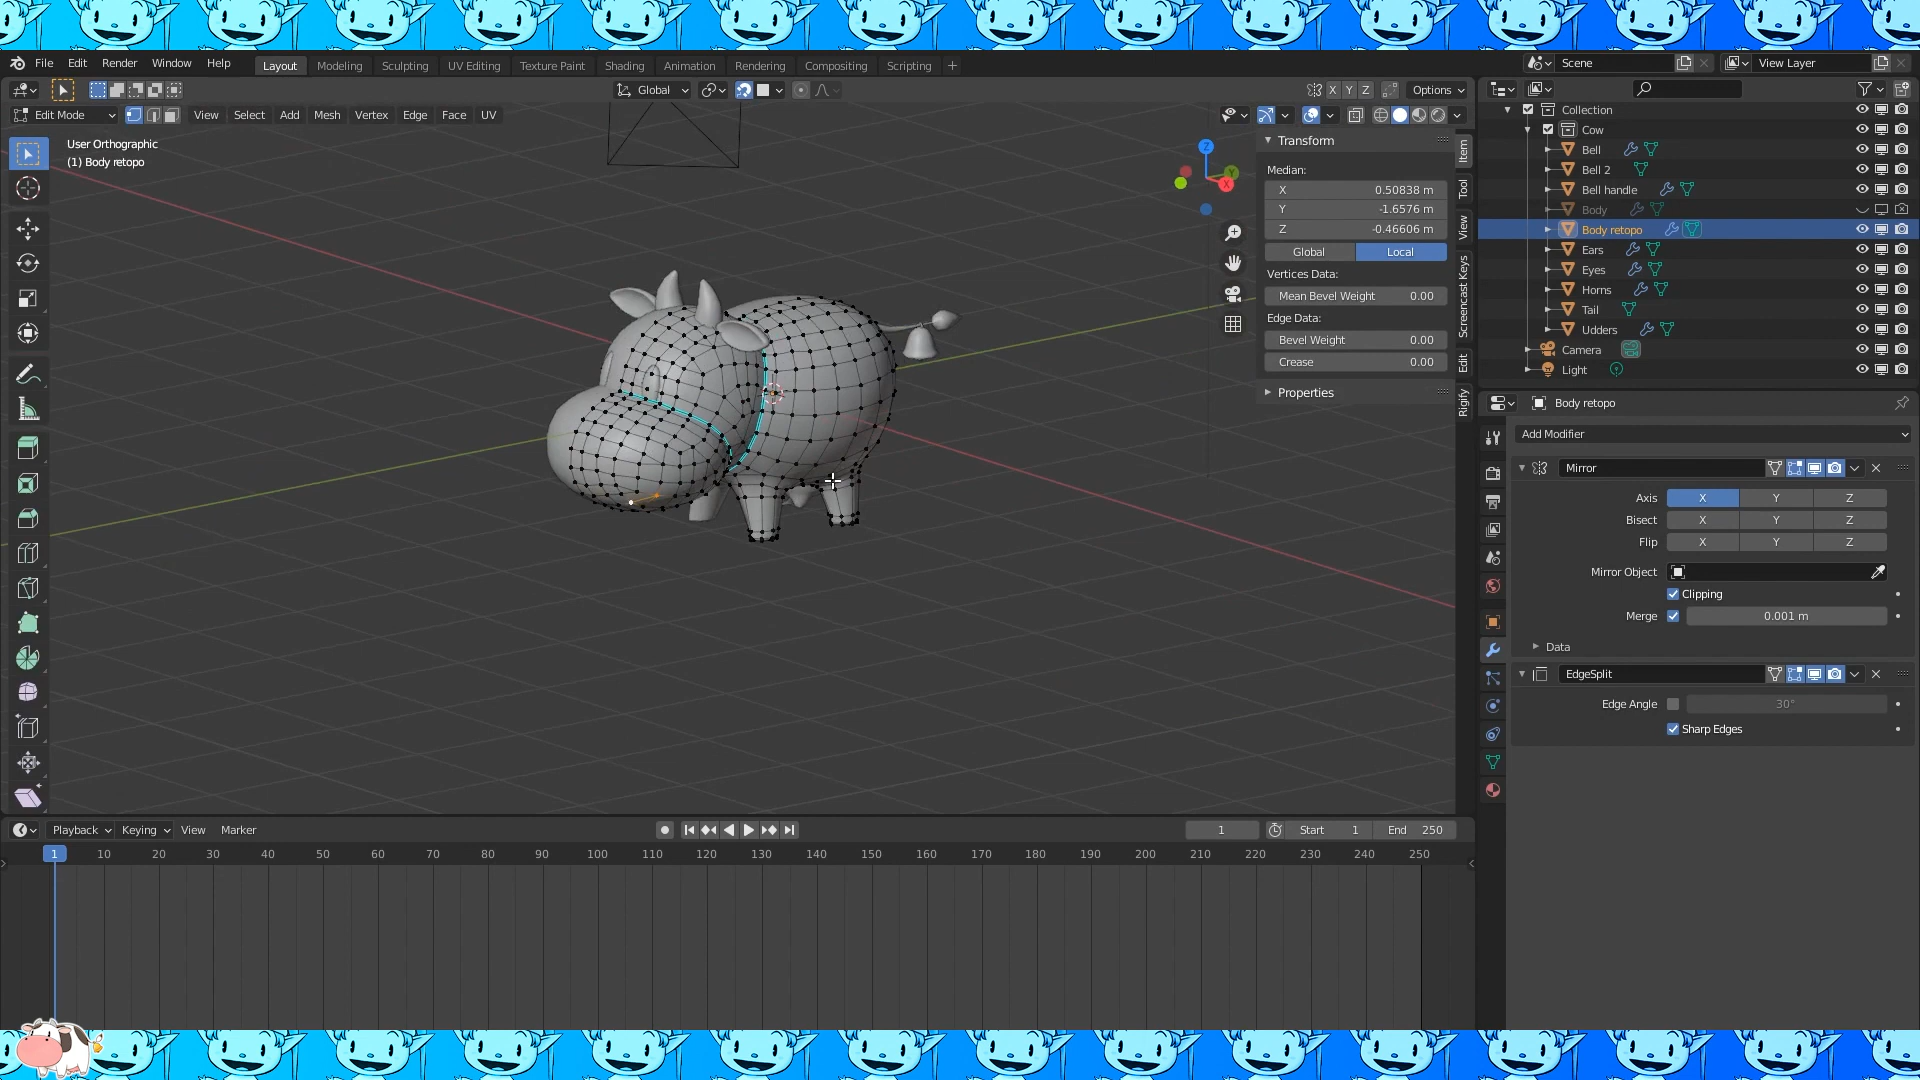 File Edit Render Window Help Layout Modeling Sculpting UV Editing Texture Paint Shading Animation Rendering Compositing Scripting + Scene View Layer
Global X Y Z Options
Edit Mode View Select Add Mesh Vertex Edge Face UV
User Orthographic
(1) Body retopo
Z
Y
X
Transform
Median:
X 0.50838 m
Y -1.6576 m
Z -0.46606 m
Global Local
Vertices Data:
Mean Bevel Weight 0.00
Edge Data:
Bevel Weight 0.00
Crease 0.00
Properties
Item
Tool
View
Screencast Keys
Edit
Rigify
Collection
Cow
Bell
Bell 2
Bell handle
Body
Body retopo
Ears
Eyes
Horns
Tail
Udders
Camera
Light
Body retopo
Add Modifier
Mirror
Axis X Y Z
Bisect X Y Z
Flip X Y Z
Mirror Object
Clipping
Merge 0.001 m
Data
EdgeSplit
Edge Angle 30°
Sharp Edges
Playback Keying View Marker 1 Start 1 End 250
1 10 20 30 40 50 60 70 80 90 100 110 120 130 140 150 160 170 180 190 200 210 220 230 240 250